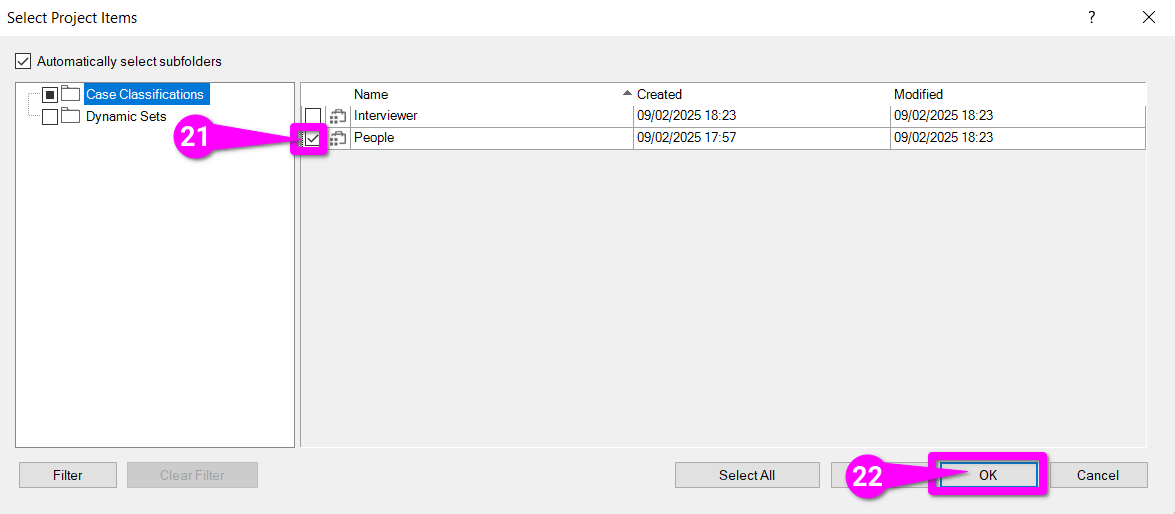 Select Project Items
?
Automatically select subfolders
Case Classifications
Dynamic Sets
Name Created Modified
Interviewer 09/02/2025 18:23 09/02/2025 18:23
People 09/02/2025 17:57 09/02/2025 18:23
21
Filter Clear Filter Select All 22 OK Cancel